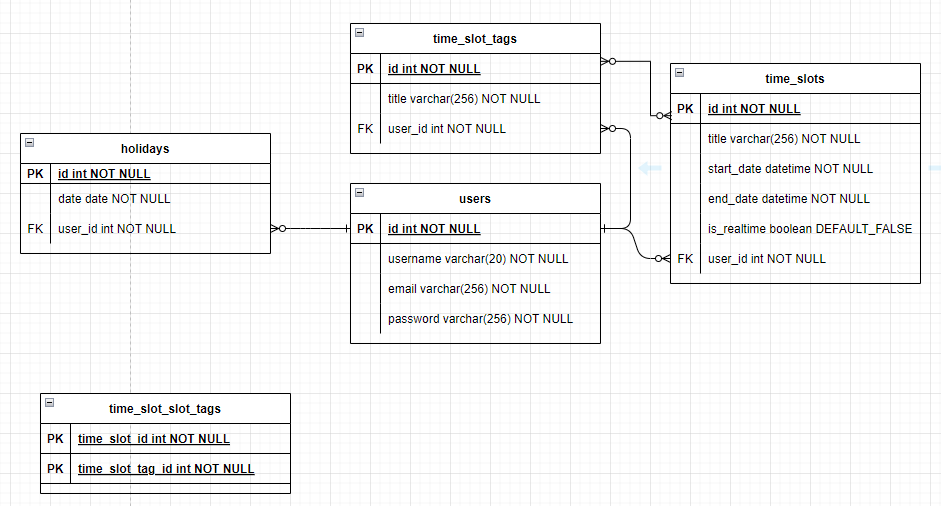 time_slot_tags
PK id int NOT NULL
title varchar(256) NOT NULL
FK user_id int NOT NULL
time_slots
PK id int NOT NULL
title varchar(256) NOT NULL
start_date datetime NOT NULL
end_date datetime NOT NULL
is_realtime boolean DEFAULT_FALSE
FK user_id int NOT NULL
holidays
PK id int NOT NULL
date date NOT NULL
FK user_id int NOT NULL
users
PK id int NOT NULL
username varchar(20) NOT NULL
email varchar(256) NOT NULL
password varchar(256) NOT NULL
time_slot_slot_tags
PK time_slot_id int NOT NULL
PK time_slot_tag_id int NOT NULL